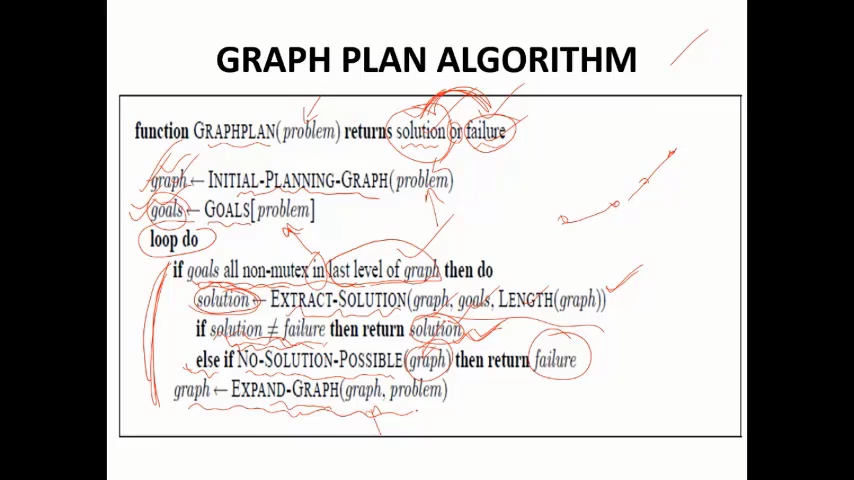 GRAPH PLAN ALGORITHM
function GRAPHPLAN(problem) returns solution or failure
graph ← INITIAL-PLANNING-GRAPH(problem)
goals ← GOALS[problem]
loop do
if goals all non-mutex in last level of graph then do
solution ← EXTRACT-SOLUTION(graph, goals, LENGTH(graph))
if solution ≠ failure then return solution
else if NO-SOLUTION-POSSIBLE(graph) then return failure
graph ← EXPAND-GRAPH(graph, problem)